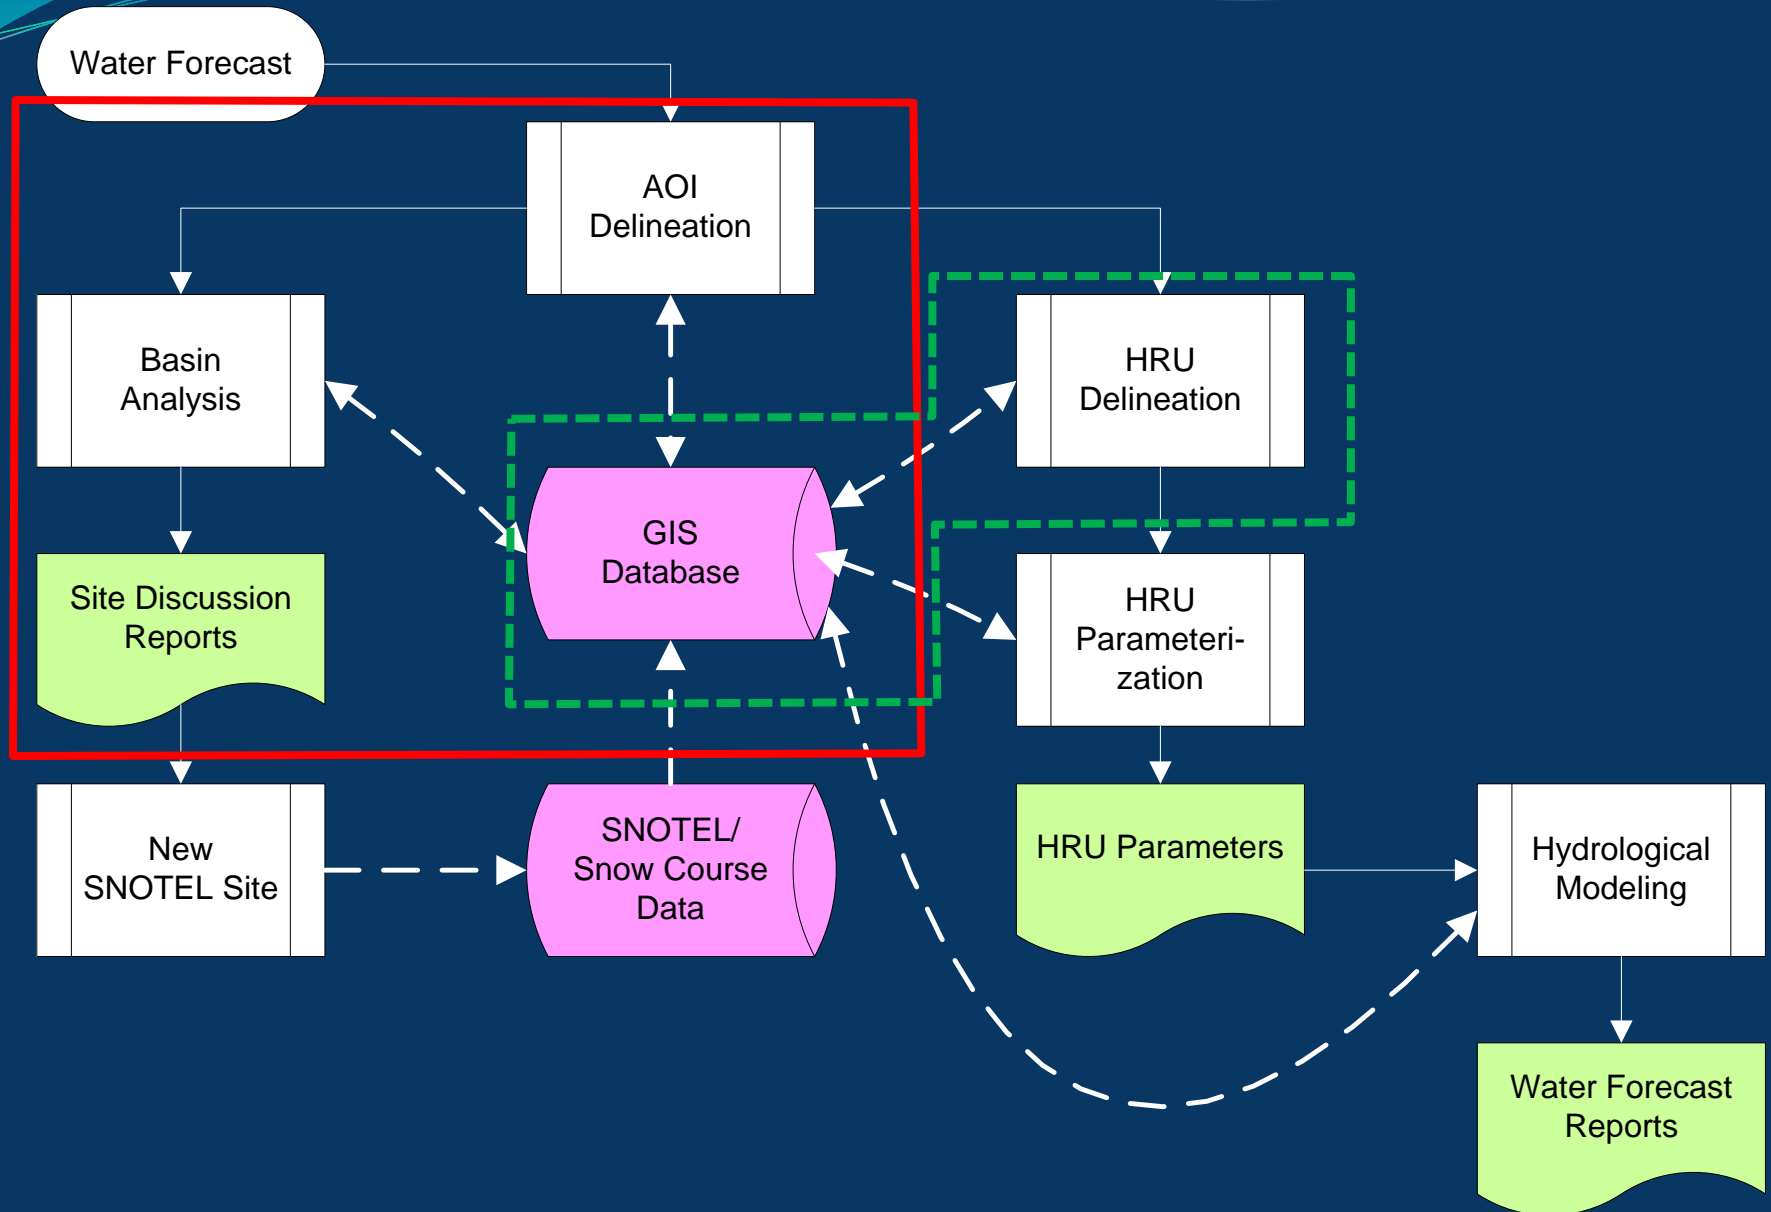 Water Forecast
AOI
Delineation
Basin
Analysis
HRU
Delineation
GIS
Database
Site Discussion
Reports
HRU
Parameteri-
zation
New
SNOTEL Site
SNOTEL/
Snow Course
Data
HRU Parameters
Hydrological
Modeling
Water Forecast
Reports